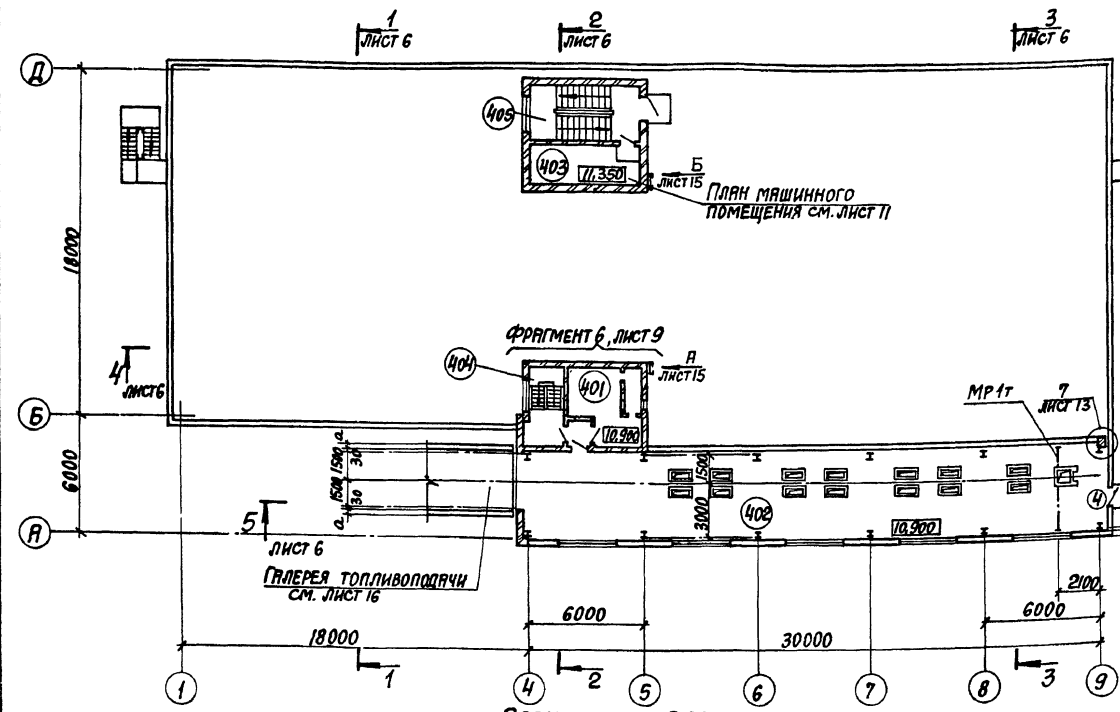 1
ЛИСТ 6
2
ЛИСТ 6
3
ЛИСТ 6
Д
405
403
11,350
Б
ЛИСТ 15
ПЛАН МАШИННОГО
ПОМЕЩЕНИЯ СМ. ЛИСТ 11
18000
ФРАГМЕНТ 6, ЛИСТ 9
4
ЛИСТ 6
404
401
А
ЛИСТ 15
МР 1т
7
ЛИСТ 13
Б
10.900
6000
а
1500
30
1500
30
а
1500
3000
402
10.900
4
А
5
ЛИСТ 6
ГАЛЕРЕЯ ТОПЛИВОПОДАЧИ
СМ. ЛИСТ 16
2100
6000
6000
18000
30000
1
2
3
1
4
5
6
7
8
9